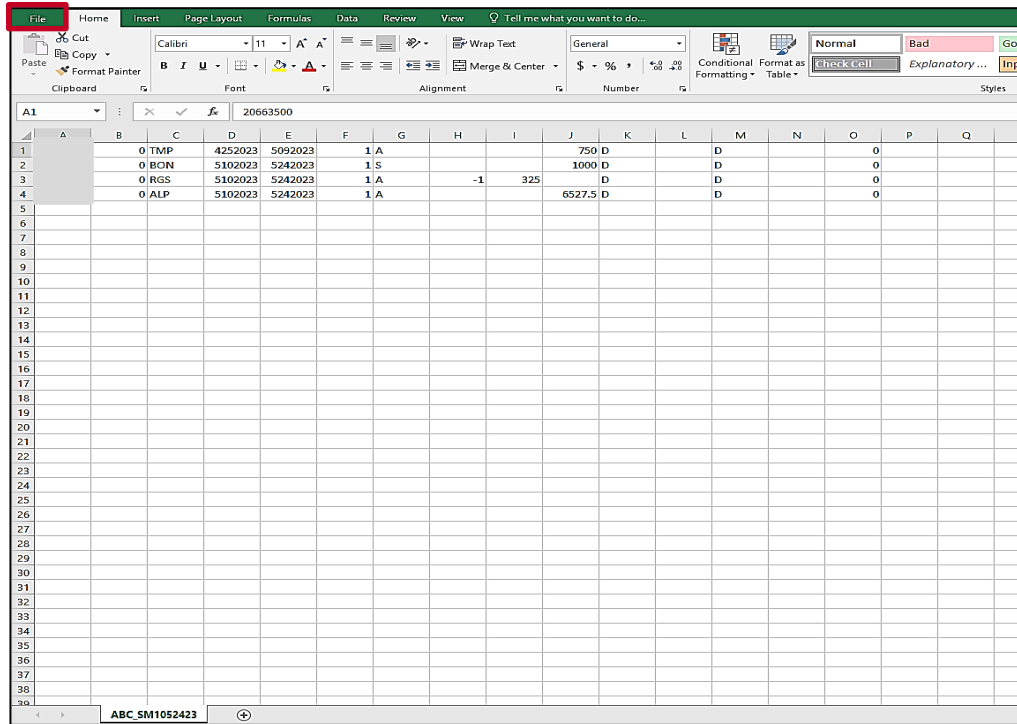 File Home Insert Page Layout Formulas Data Review View Tell me what you want to do...
Cut
Copy
Format Painter
Paste
Calibri 11 A A
B I U A
Wrap Text
Merge & Center
General
$ % , .00 .00
Conditional Formatting
Format as Table
Normal Bad Go
Check Cell Explanatory ... Inp
Clipboard Font Alignment Number Styles
A1 fx 20663500
A B C D E F G H I J K L M N O P Q
1 0 TMP 4252023 5092023 1 A 750 D D 0
2 0 BON 5102023 5242023 1 S 1000 D D 0
3 0 RGS 5102023 5242023 1 A -1 325 D D 0
4 0 ALP 5102023 5242023 1 A 6527.5 D D 0
5
6
7
8
9
10
11
12
13
14
15
16
17
18
19
20
21
22
23
24
25
26
27
28
29
30
31
32
33
34
35
36
37
38
39
ABC_SM1052423